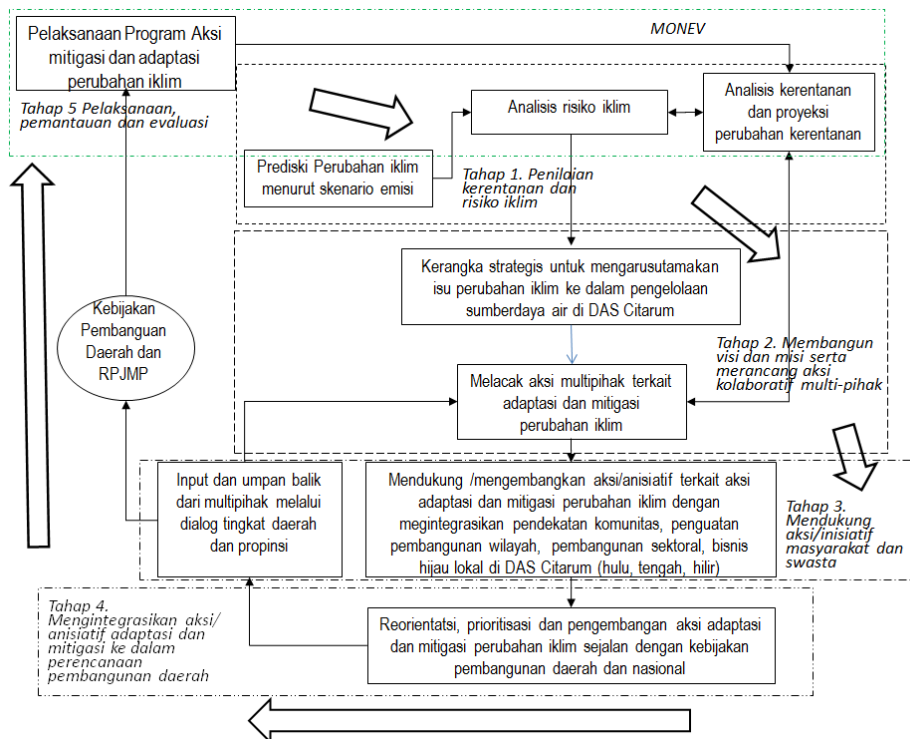 Pelaksanaan Program Aksi
mitigasi dan adaptasi
perubahan iklim
MONEV
Tahap 5 Pelaksanaan,
pemantauan dan evaluasi
Analisis risiko iklim
Analisis kerentanan
dan proyeksi
perubahan kerentanan
Prediski Perubahan iklim
menurut skenario emisi
Tahap 1. Penilaian
kerentanan dan
risiko iklim
Kerangka strategis untuk mengarusutamakan
isu perubahan iklim ke dalam pengelolaan
sumberdaya air di DAS Citarum
Kebijakan
Pembanguan
Daerah dan
RPJMP
Tahap 2. Membangun
visi dan misi serta
merancang aksi
kolaboratif multi-pihak
Melacak aksi multipihak terkait
adaptasi dan mitigasi
perubahan iklim
Input dan umpan balik
dari multipihak melalui
dialog tingkat daerah
dan propinsi
Mendukung /mengembangkan aksi/anisiatif terkait aksi
adaptasi dan mitigasi perubahan iklim dengan
megintegrasikan pendekatan komunitas, penguatan
pembangunan wilayah, pembangunan sektoral, bisnis
hijau lokal di DAS Citarum (hulu, tengah, hilir)
Tahap 3.
Mendukung
aksi/inisiatif
masyarakat dan
swasta
Tahap 4.
Mengintegrasikan aksi/
anisiatif adaptasi dan
mitigasi ke dalam
perencanaan
pembangunan daerah
Reorientatsi, prioritisasi dan pengembangan aksi adaptasi
dan mitigasi perubahan iklim sejalan dengan kebijakan
pembangunan daerah dan nasional